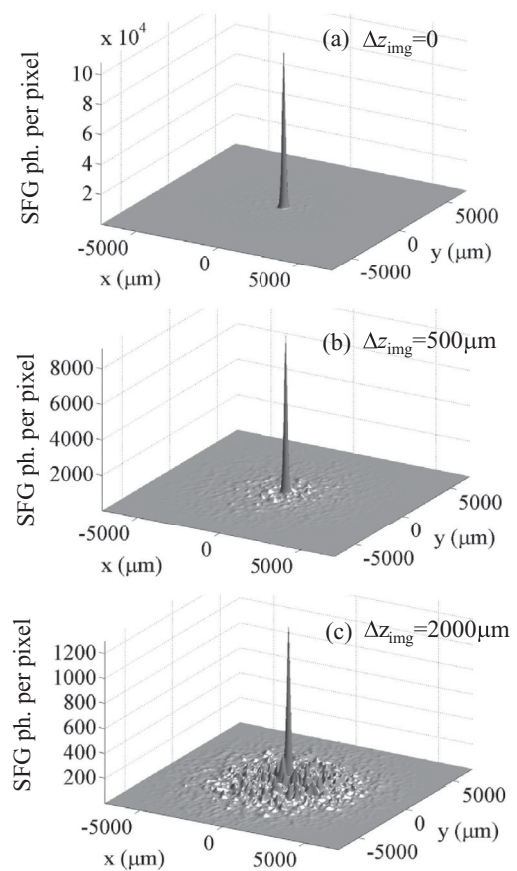 x 10⁴
(a) Δz_img=0
SFG ph. per pixel
10
8
6
4
2
-5000
0
5000
x (μm)
5000
0
-5000
y (μm)
(b) Δz_img=500μm
SFG ph. per pixel
8000
6000
4000
2000
-5000
0
5000
x (μm)
5000
0
-5000
y (μm)
(c) Δz_img=2000μm
SFG ph. per pixel
1200
1000
800
600
400
200
-5000
0
5000
x (μm)
5000
0
-5000
y (μm)